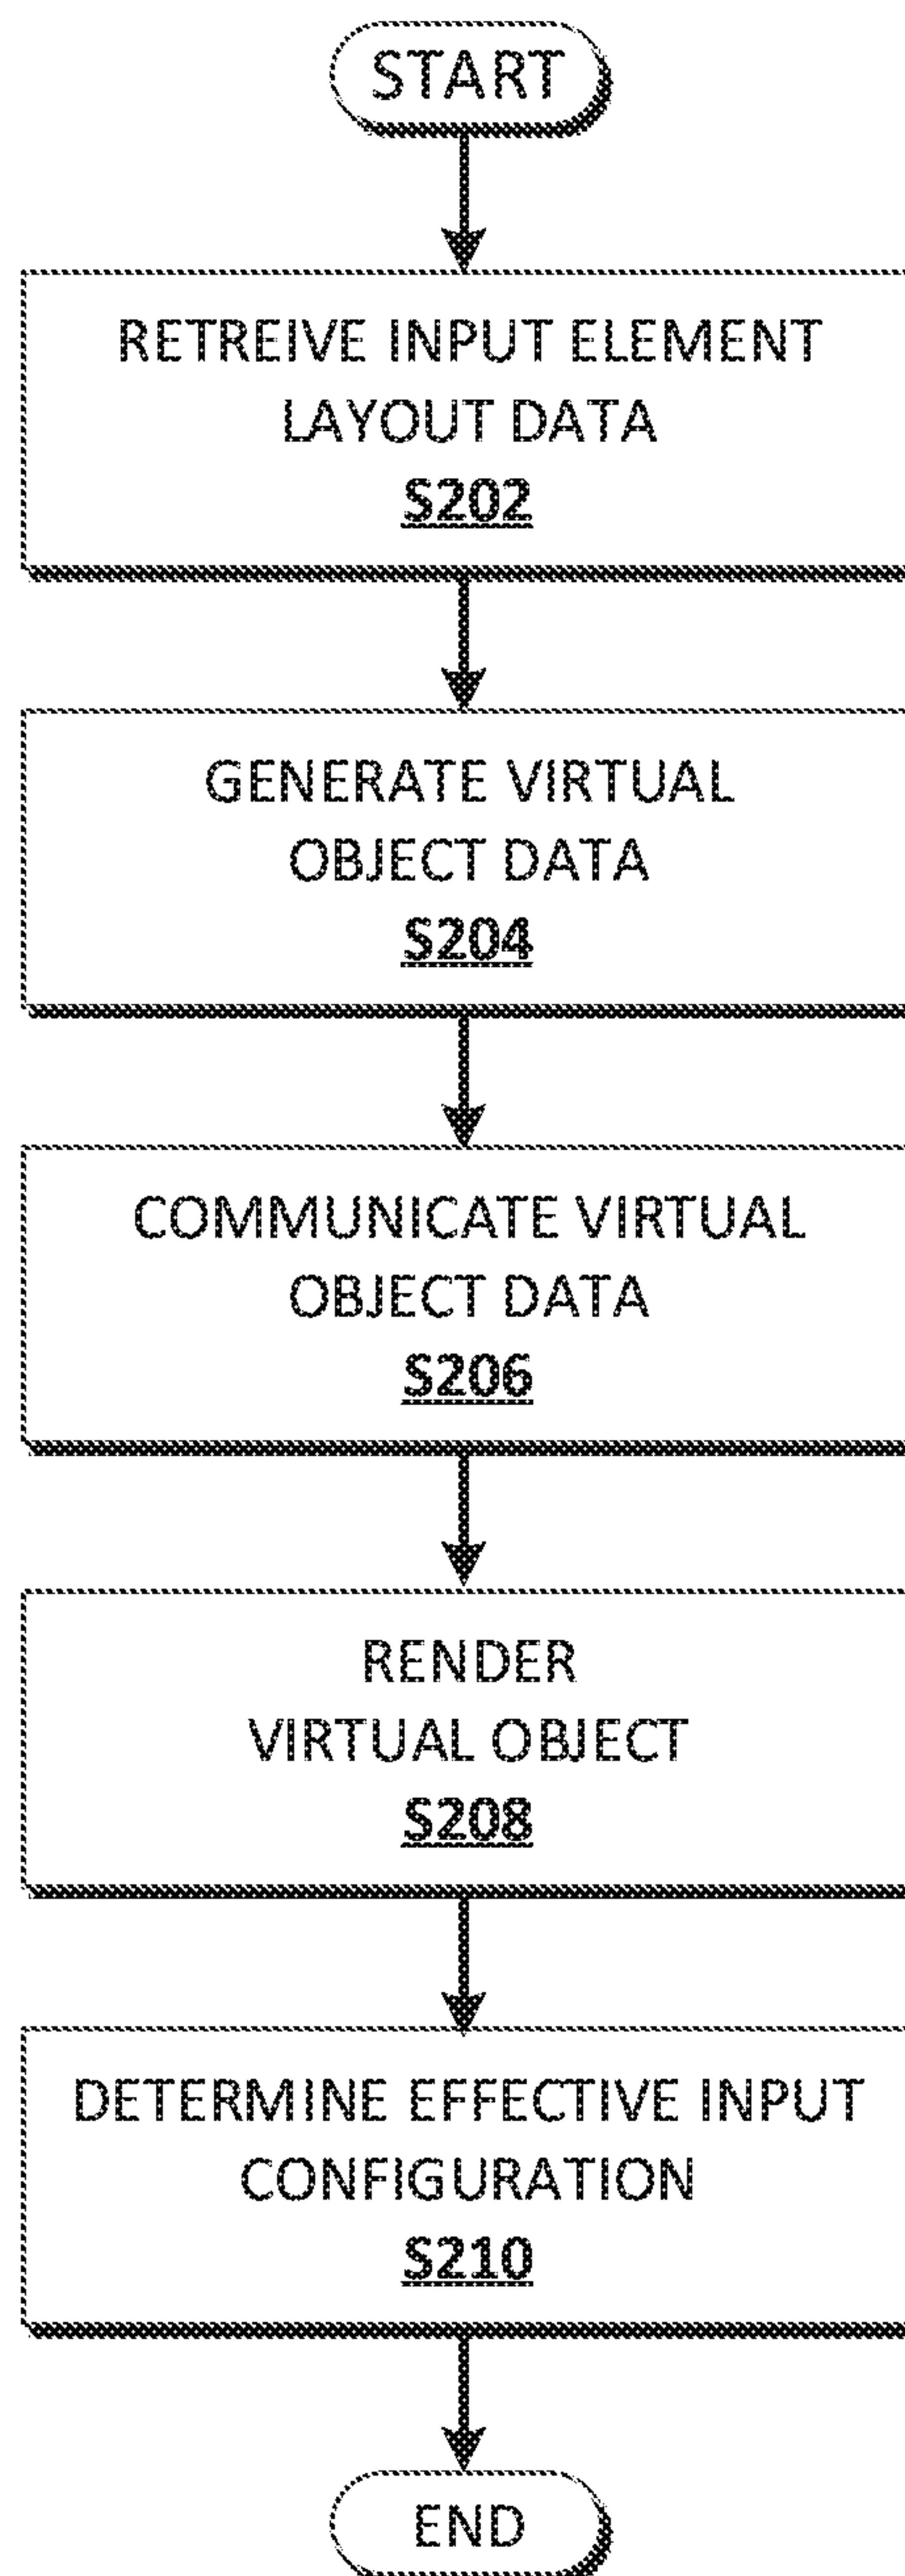 START
RETREIVE INPUT ELEMENT
LAYOUT DATA
S202
GENERATE VIRTUAL
OBJECT DATA
S204
COMMUNICATE VIRTUAL
OBJECT DATA
S206
RENDER
VIRTUAL OBJECT
S208
DETERMINE EFFECTIVE INPUT
CONFIGURATION
S210
END